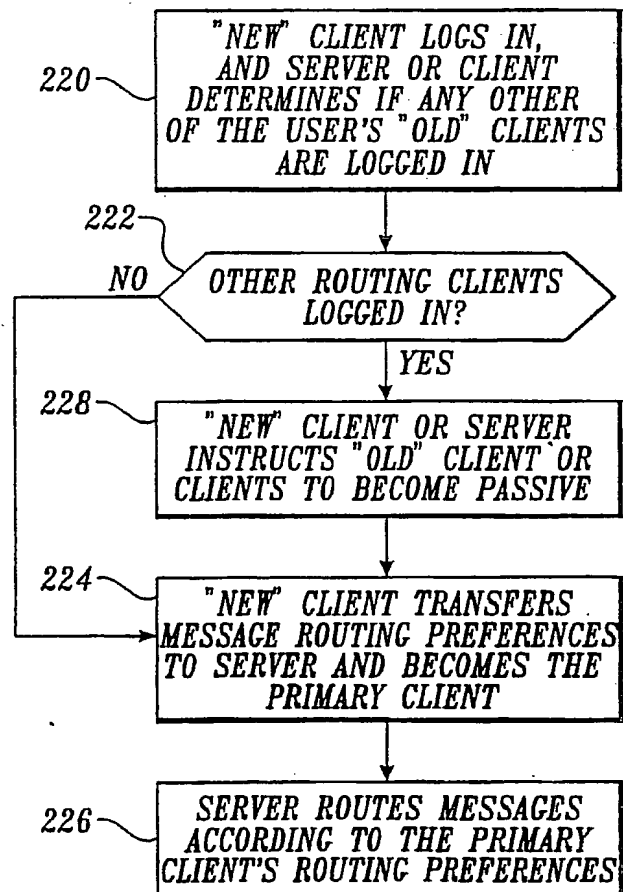 220
"NEW" CLIENT LOGS IN,
AND SERVER OR CLIENT
DETERMINES IF ANY OTHER
OF THE USER'S "OLD" CLIENTS
ARE LOGGED IN
222
NO
OTHER ROUTING CLIENTS
LOGGED IN?
YES
228
"NEW" CLIENT OR SERVER
INSTRUCTS "OLD" CLIENT OR
CLIENTS TO BECOME PASSIVE
224
"NEW" CLIENT TRANSFERS
MESSAGE ROUTING PREFERENCES
TO SERVER AND BECOMES THE
PRIMARY CLIENT
226
SERVER ROUTES MESSAGES
ACCORDING TO THE PRIMARY
CLIENT'S ROUTING PREFERENCES